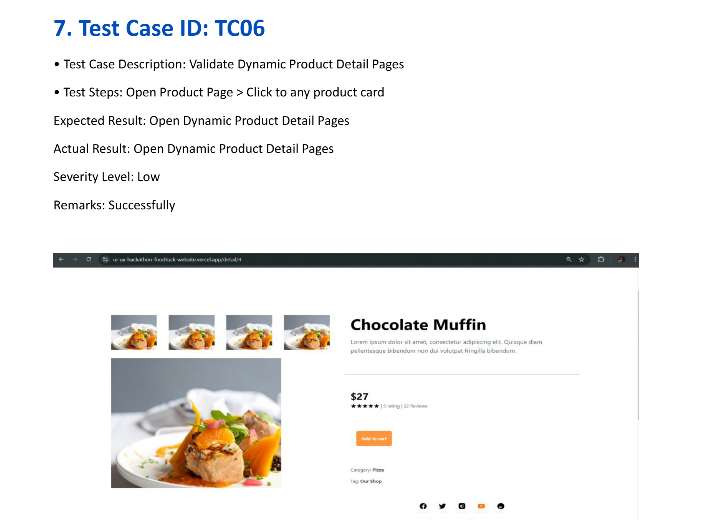 7. Test Case ID: TC06
• Test Case Description: Validate Dynamic Product Detail Pages
• Test Steps: Open Product Page > Click to any product card
Expected Result: Open Dynamic Product Detail Pages
Actual Result: Open Dynamic Product Detail Pages
Severity Level: Low
Remarks: Successfully
ui-ux-hackathon-foodtuck-website.vercel.app/detail/4
Chocolate Muffin
Lorem ipsum dolor sit amet, consectetur adipiscing elit. Quisque diam
pellentesque bibendum non dui volutpat fringilla bibendum.
$27
★★★★★ | 5 rating | 22 Reviews
Add to cart
Category: Pizza
Tag: Our Shop